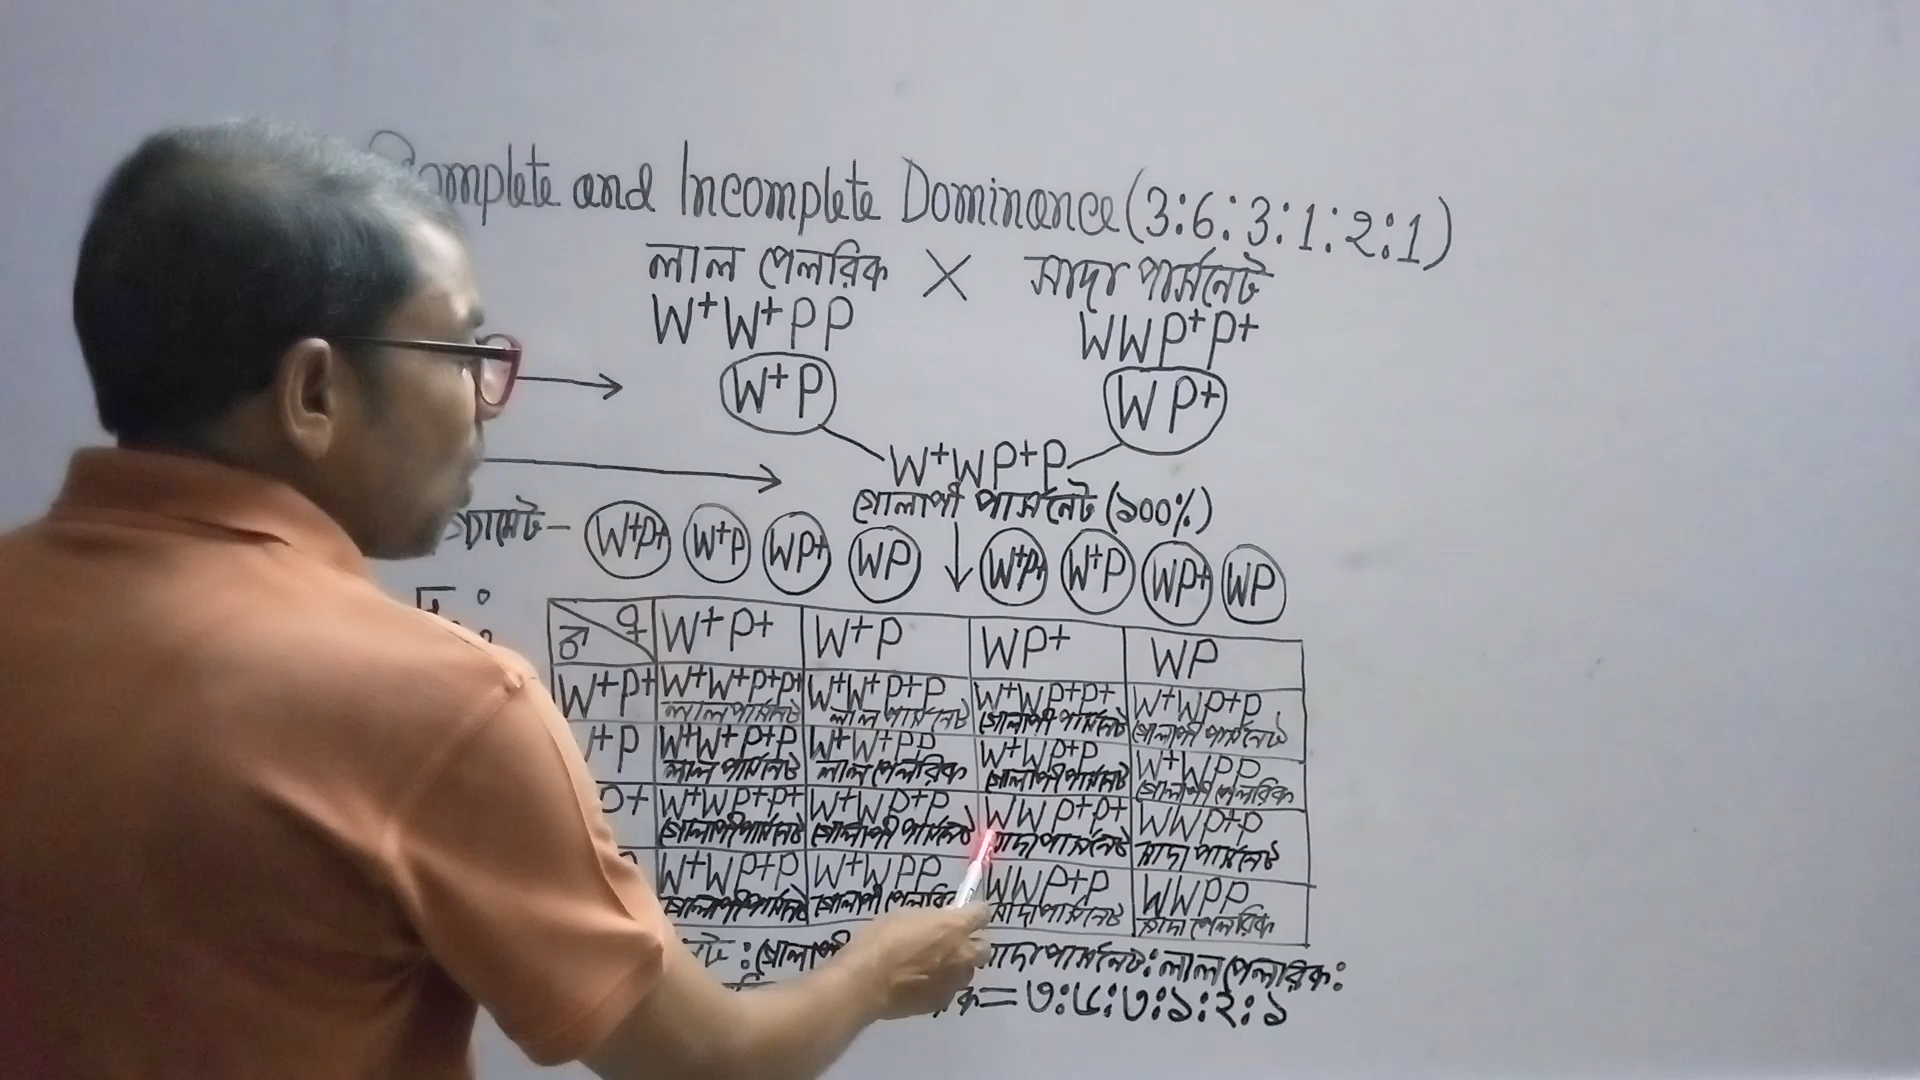 Complete and Incomplete Dominance (3:6:3:1:2:1)
লাল পেলরিক X সাদা পার্সনেট
W+W+PP WWP+P+
W+P WP+
W+WP+P
গোলাপী পার্সনেট (১০০%)
W+P+ W+P WP+ WP W+P+ W+P WP+ WP
♂ ♀ W+P+ W+P WP+ WP
W+P+ W+W+P+P+ W+W+P+P W+WP+P+ W+WP+P
লাল পার্সনেট লাল পার্সনেট গোলাপী পার্সনেট গোলাপী পার্সনেট
+P W+W+P+P W+W+PP W+WP+P W+WPP
লাল পার্সনেট লাল পেলরিক গোলাপী পার্সনেট গোলাপী পেলরিক
P+ W+WP+P+ W+WP+P WWP+P+ WWP+P
গোলাপী পার্সনেট গোলাপী পার্সনেট সাদা পার্সনেট সাদা পার্সনেট
W+WP+P W+WPP WWP+P WWPP
গোলাপী পার্সনেট গোলাপী পেলরিক সাদা পার্সনেট সাদা পেলরিক
: গোলাপী সাদা পার্সনেট : লাল পেলরিক :
= ৩:৬:৩:১:২:১